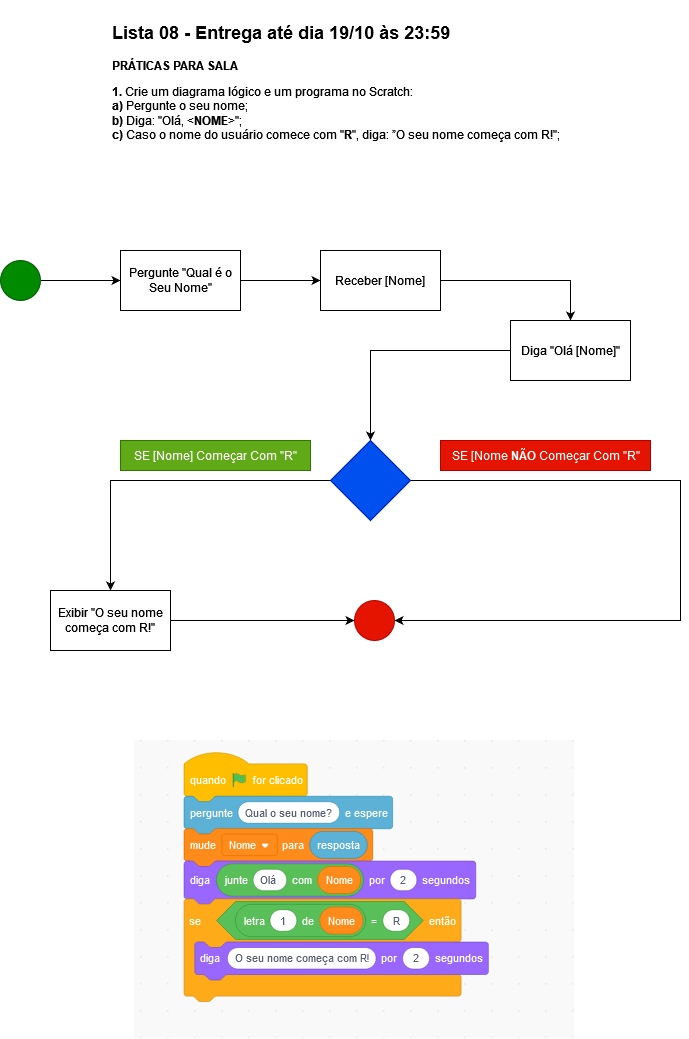 Lista 08 - Entrega até dia 19/10 às 23:59
PRÁTICAS PARA SALA
1. Crie um diagrama lógico e um programa no Scratch:
a) Pergunte o seu nome;
b) Diga: "Olá, <NOME>";
c) Caso o nome do usuário comece com "R", diga: "O seu nome começa com R!";
Pergunte "Qual é o
Seu Nome"
Receber [Nome]
Diga "Olá [Nome]"
SE [Nome] Começar Com "R"
SE [Nome NÃO Começar Com "R"
Exibir "O seu nome
começa com R!"
quando for clicado
pergunte Qual o seu nome? e espere
mude Nome para resposta
diga junte Olá com Nome por 2 segundos
se letra 1 de Nome = R então
diga O seu nome começa com R! por 2 segundos